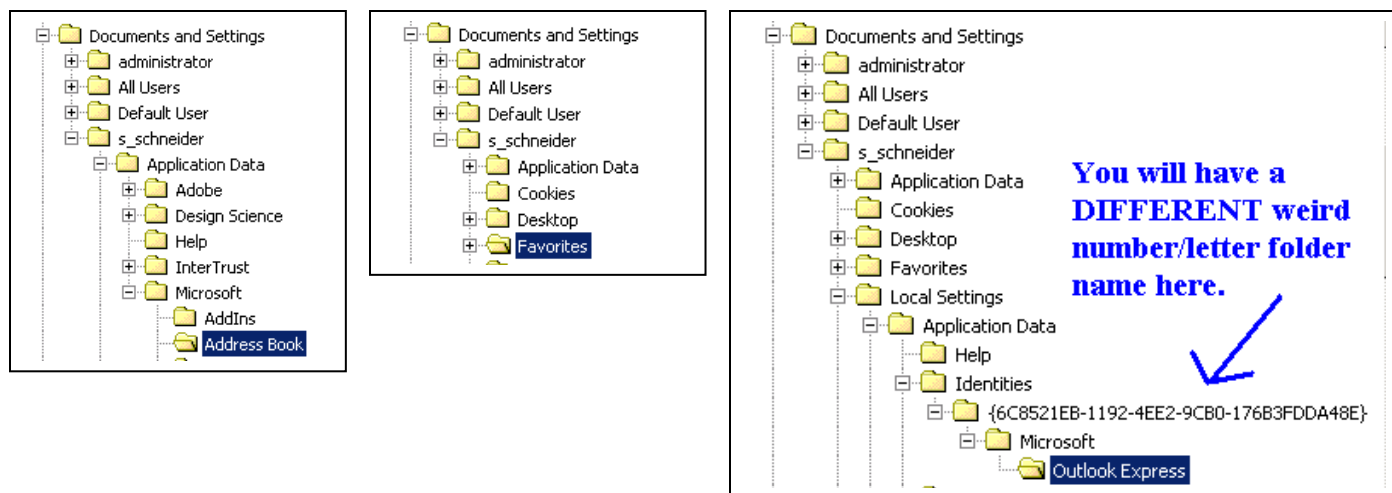 Documents and Settings
administrator
All Users
Default User
s_schneider
Application Data
Adobe
Design Science
Help
InterTrust
Microsoft
AddIns
Address Book
Documents and Settings
administrator
All Users
Default User
s_schneider
Application Data
Cookies
Desktop
Favorites
Documents and Settings
administrator
All Users
Default User
s_schneider
Application Data
Cookies
Desktop
Favorites
Local Settings
Application Data
Help
Identities
{6C8521EB-1192-4EE2-9CB0-176B3FDDA48E}
Microsoft
Outlook Express
You will have a
DIFFERENT weird
number/letter folder
name here.